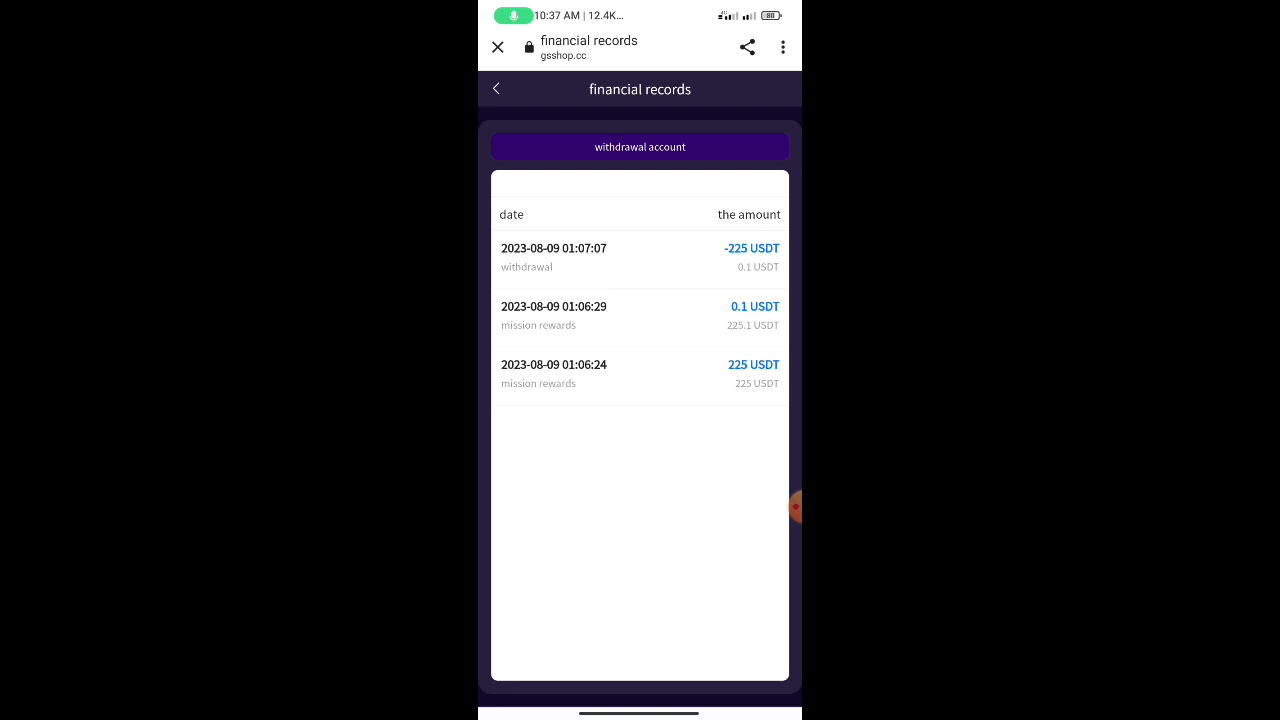 10:37 AM | 12.4K...
80
financial records
gsshop.cc
financial records
withdrawal account
date the amount
2023-08-09 01:07:07 -225 USDT
withdrawal 0.1 USDT
2023-08-09 01:06:29 0.1 USDT
mission rewards 225.1 USDT
2023-08-09 01:06:24 225 USDT
mission rewards 225 USDT